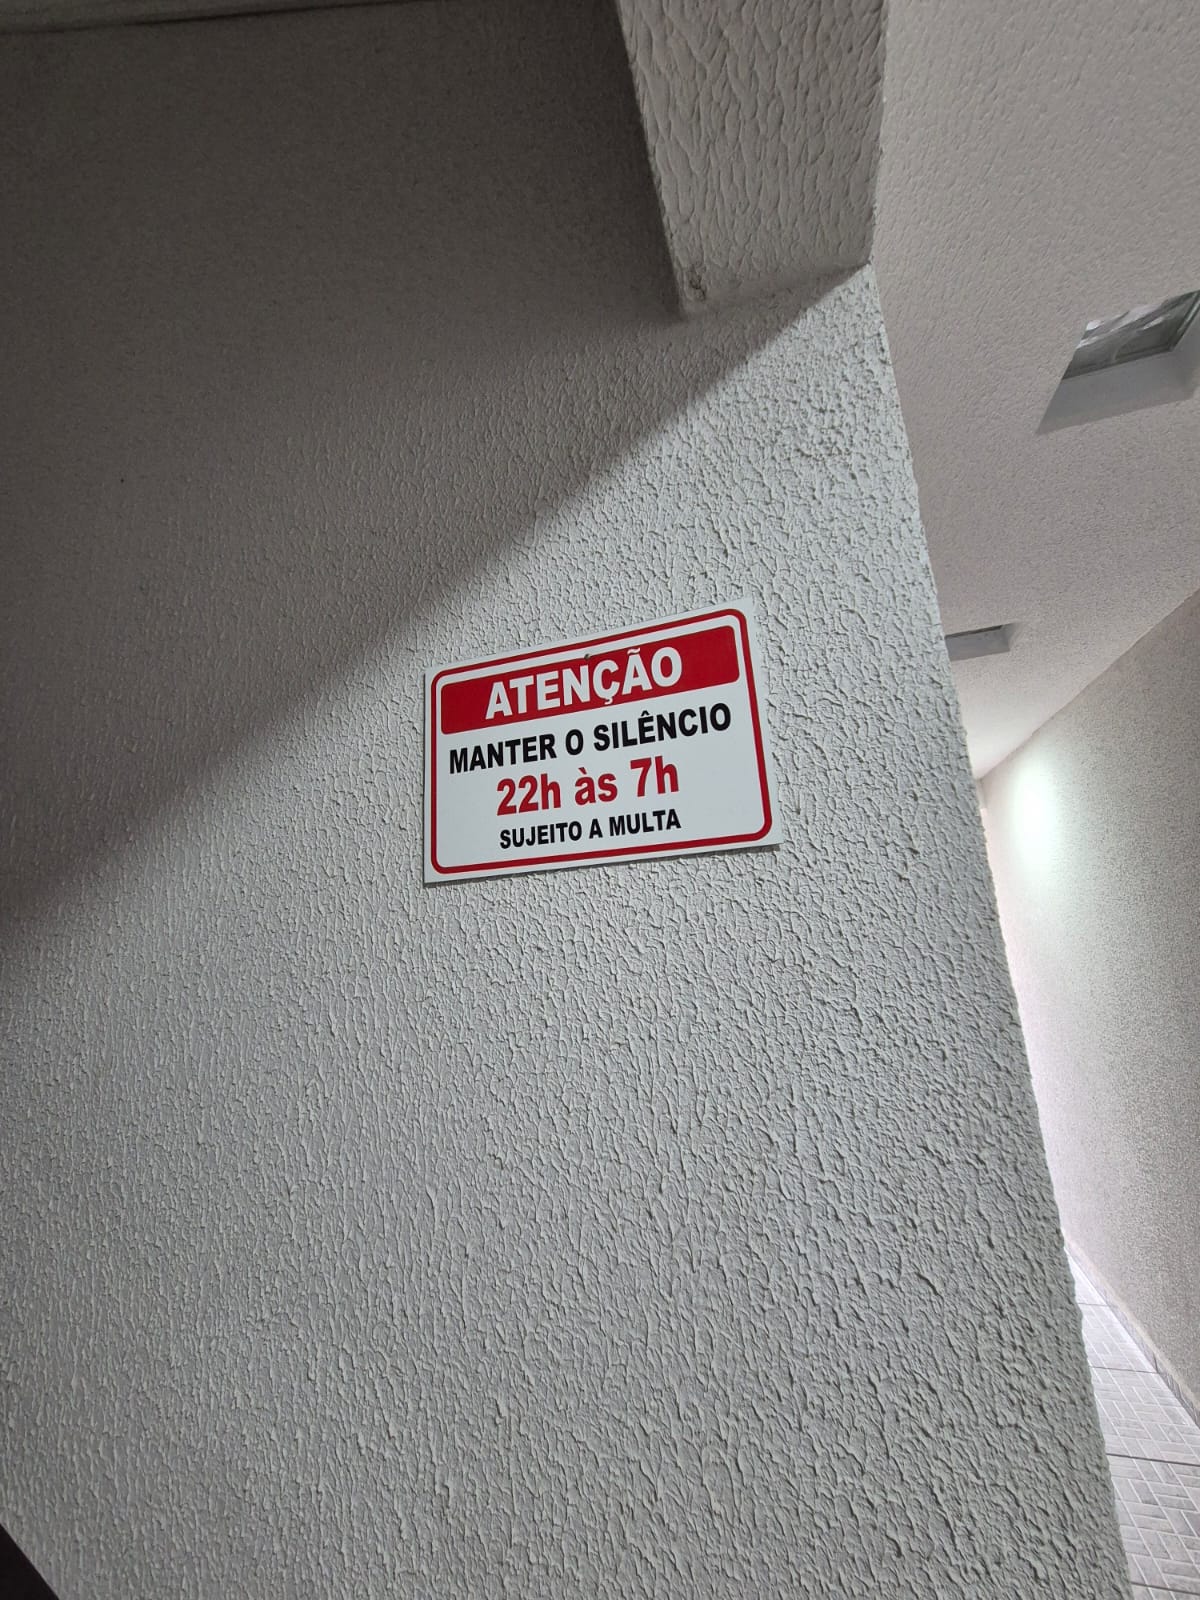 ATENÇÃO
MANTER O SILÊNCIO
22h às 7h
SUJEITO A MULTA